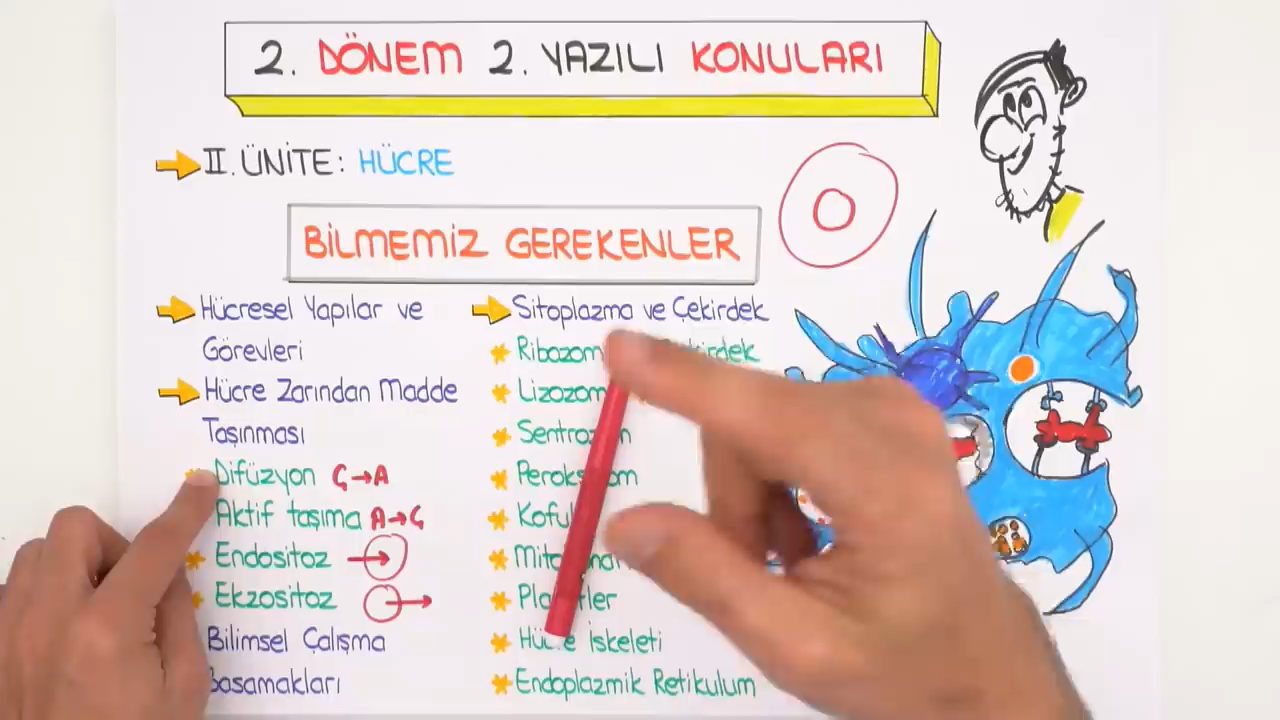 2. DÖNEM 2. YAZILI KONULARI
II. ÜNİTE: HÜCRE
BİLMEMİZ GEREKENLER
Hücresel Yapılar ve
Görevleri
Hücre Zarından Madde
Taşınması
Difüzyon Ç→A
Aktif taşıma A→Ç
Endositoz
Ekzositoz
Bilimsel Çalışma
Basamakları
Sitoplazma ve Çekirdek
Ribozom
Lizozom
Sentrozom
Peroksizom
İskeleti
Endoplazmik Retikulum